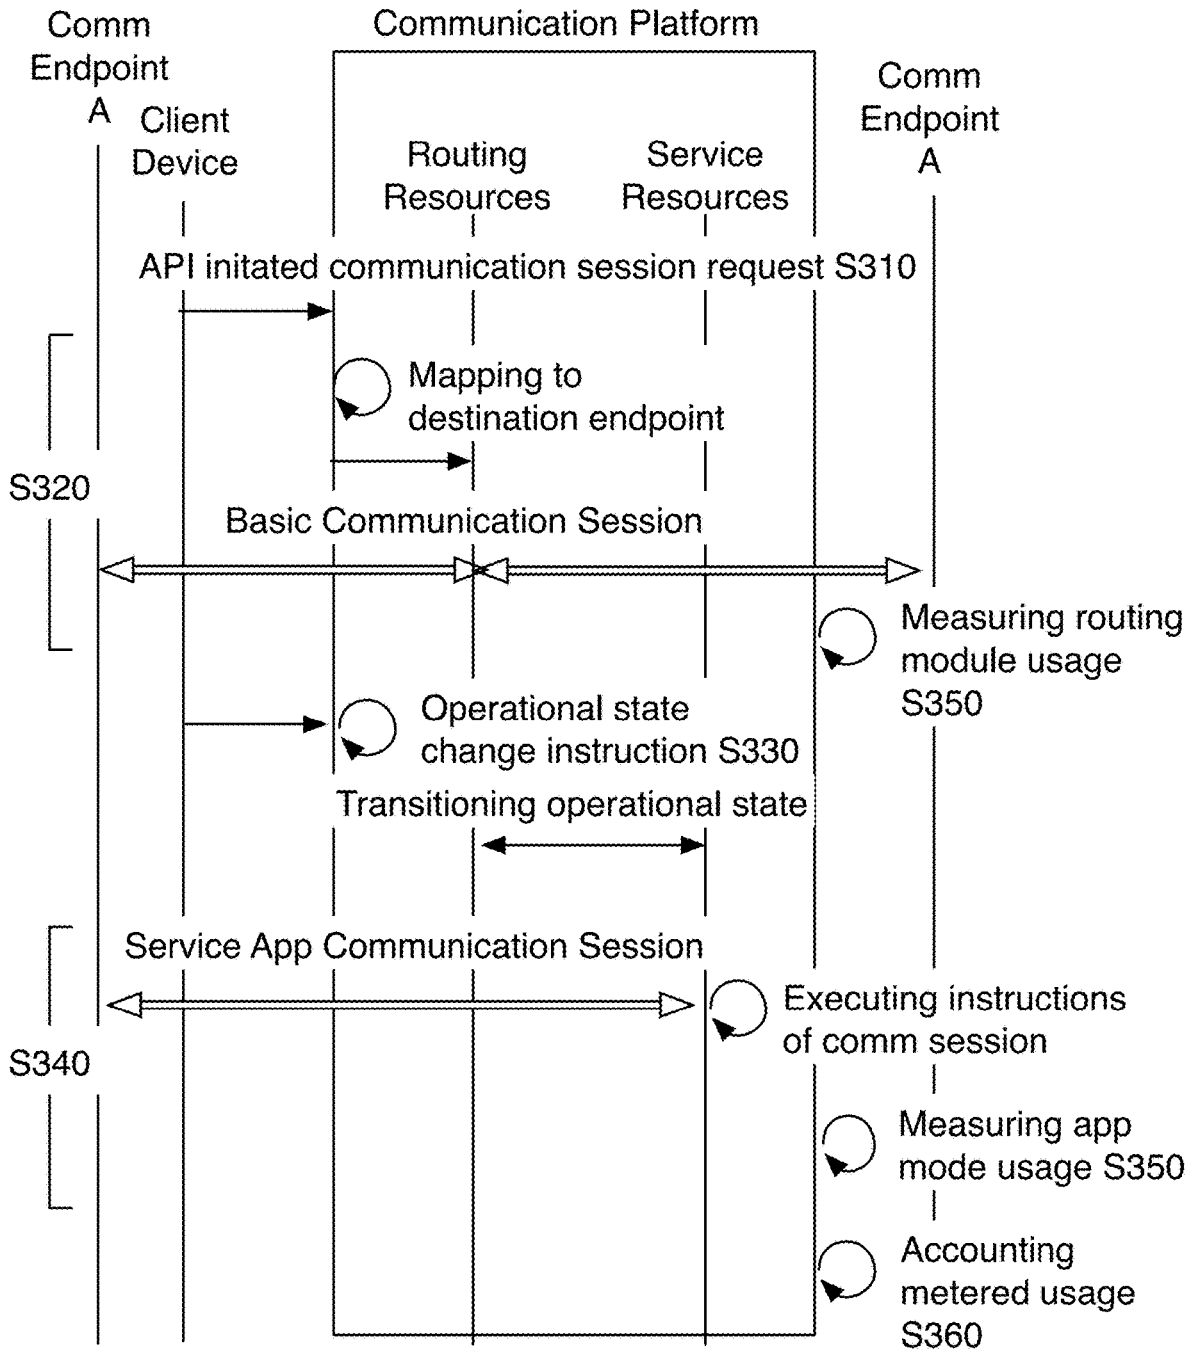 Comm
Endpoint
A
Communication Platform
Client
Device
Comm
Endpoint
A
Routing
Resources
Service
Resources
API initated communication session request S310
Mapping to
destination endpoint
S320
Basic Communication Session
Measuring routing
module usage
S350
Operational state
change instruction S330
Transitioning operational state
Service App Communication Session
Executing instructions
of comm session
S340
Measuring app
mode usage S350
Accounting
metered usage
S360